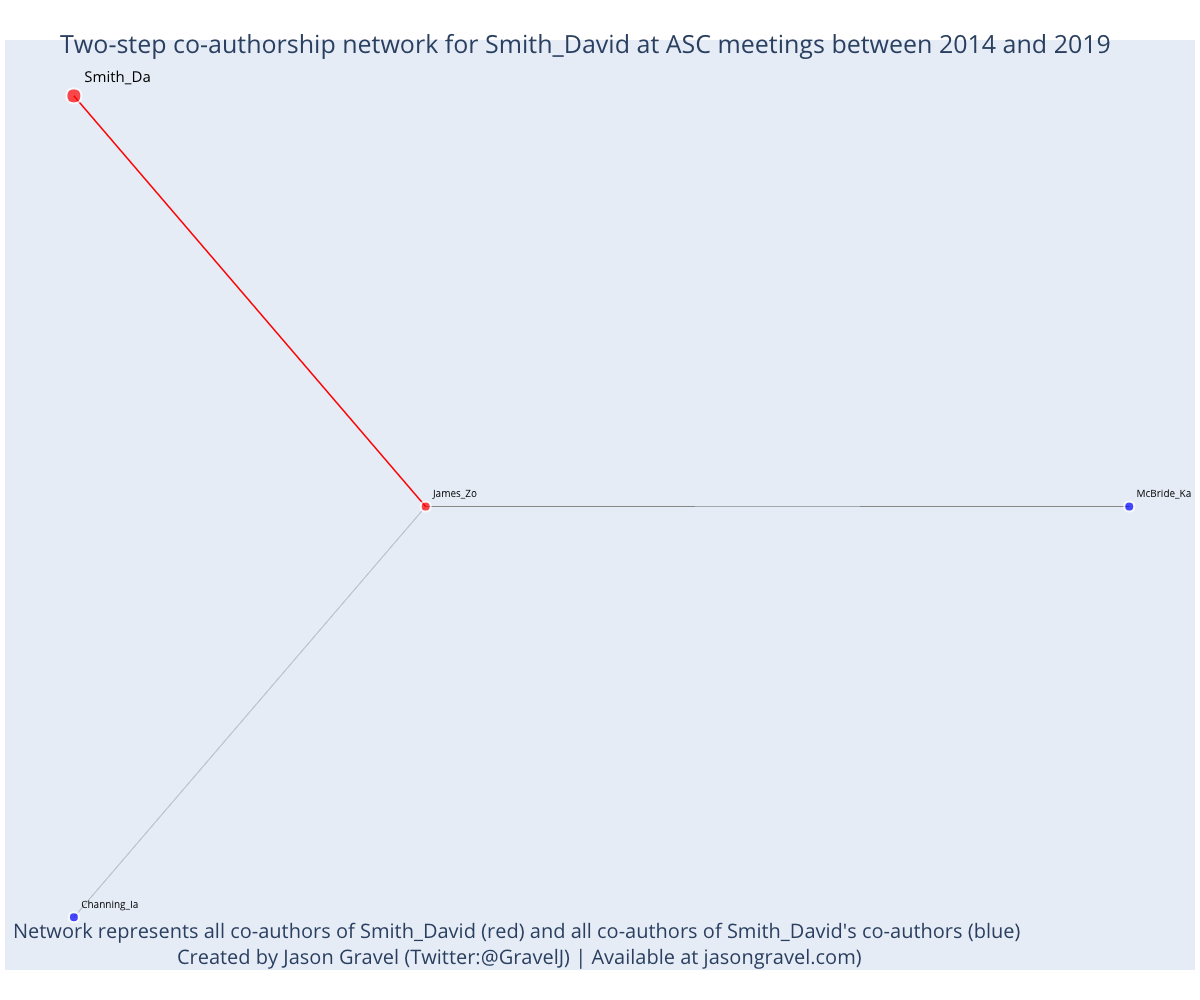 Two-step co-authorship network for Smith_David at ASC meetings between 2014 and 2019
Smith_Da
James_Zo
McBride_Ka
Channing_Ia
Network represents all co-authors of Smith_David (red) and all co-authors of Smith_David's co-authors (blue)
Created by Jason Gravel (Twitter:@GravelJ) | Available at jasongravel.com)